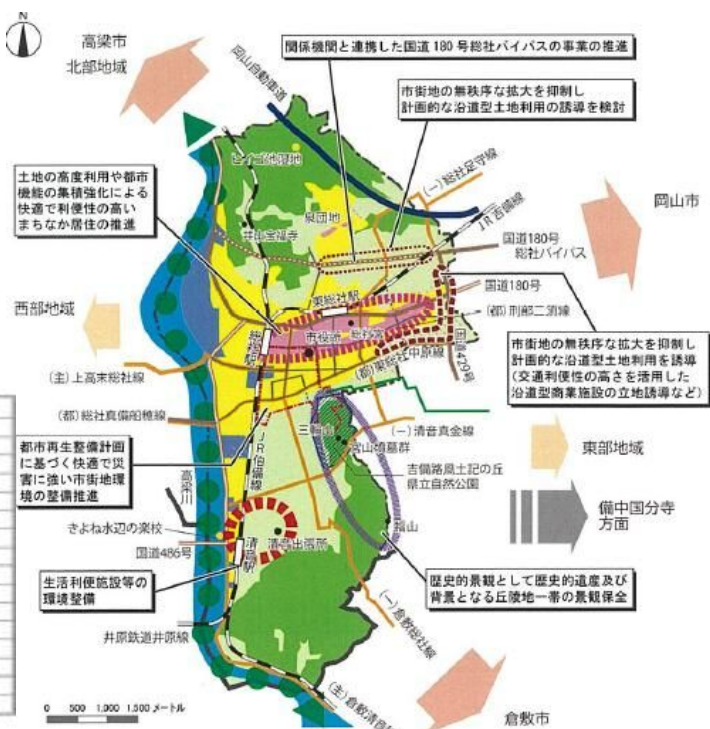 N
高梁市
北部地域
関係機関と連携した国道180号総社バイパスの事業の推進
岡山自動車道
市街地の無秩序な拡大を抑制し
計画的な沿道型土地利用の誘導を検討
ヒイゴ池湿地
土地の高度利用や都市
機能の集積強化による
快適で利便性の高い
まちなか居住の推進
(一)総社足守線
JR吉備線
泉団地
井山宝福寺
岡山市
国道180号
総社バイパス
国道180号
東総社駅
(都)刑部二須線
西部地域
総社駅
市役所
総社宮
国道429号
市街地の無秩序な拡大を抑制し
計画的な沿道型土地利用を誘導
(交通利便性の高さを活用した
沿道型商業施設の立地誘導など)
(主)上高末総社線
(都)東総社中原線
(都)総社真備船穂線
三輪山
(一)清音真金線
宮山墳墓群
東部地域
都市再生整備計画
に基づく快適で災
害に強い市街地環
境の整備推進
JR伯備線
吉備路風土記の丘
県立自然公園
備中国分寺
方面
高梁川
福山
きよね水辺の楽校
清音出張所
国道486号
清音駅
歴史的景観として歴史的遺産及び
背景となる丘陵地一帯の景観保全
生活利便施設等の
環境整備
(一)倉敷総社線
井原鉄道井原線
(主)倉敷清音
0 500 1,000 1,500 メートル
倉敷市